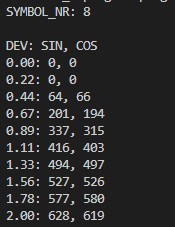 SYMBOL_NR: 8
DEV: SIN, COS
0.00: 0, 0
0.22: 0, 0
0.44: 64, 66
0.67: 201, 194
0.89: 337, 315
1.11: 416, 403
1.33: 494, 497
1.56: 527, 526
1.78: 577, 580
2.00: 628, 619